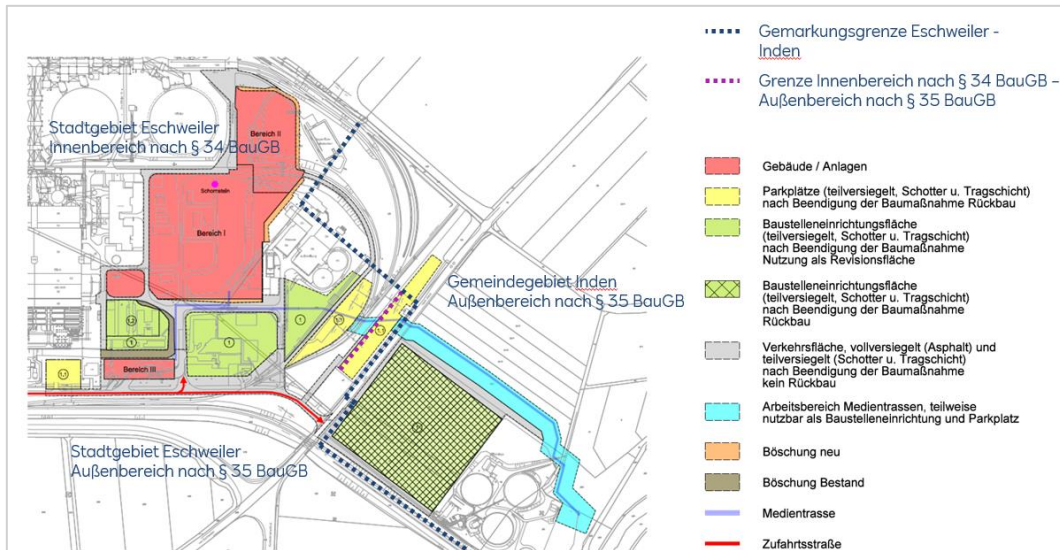 Gemarkungsgrenze Eschweiler -
Inden
Grenze Innenbereich nach § 34 BauGB –
Außenbereich nach § 35 BauGB
Stadtgebiet Eschweiler
Innenbereich nach § 34 BauGB
Bereich II
Schornstein
Bereich I
Gemeindegebiet Inden
Außenbereich nach § 35 BauGB
Bereich III
Stadtgebiet Eschweiler
Außenbereich nach § 35 BauGB
Gebäude / Anlagen
Parkplätze (teilversiegelt, Schotter u. Tragschicht)
nach Beendigung der Baumaßnahme Rückbau
Baustelleneinrichtungsfläche
(teilversiegelt, Schotter u. Tragschicht)
nach Beendigung der Baumaßnahme
Nutzung als Revisionsfläche
Baustelleneinrichtungsfläche
(teilversiegelt, Schotter u. Tragschicht)
nach Beendigung der Baumaßnahme
Rückbau
Verkehrsfläche, vollversiegelt (Asphalt) und
teilversiegelt (Schotter u. Tragschicht)
nach Beendigung der Baumaßnahme
kein Rückbau
Arbeitsbereich Medientrassen, teilweise
nutzbar als Baustelleneinrichtung und Parkplatz
Böschung neu
Böschung Bestand
Medientrasse
Zufahrtsstraße